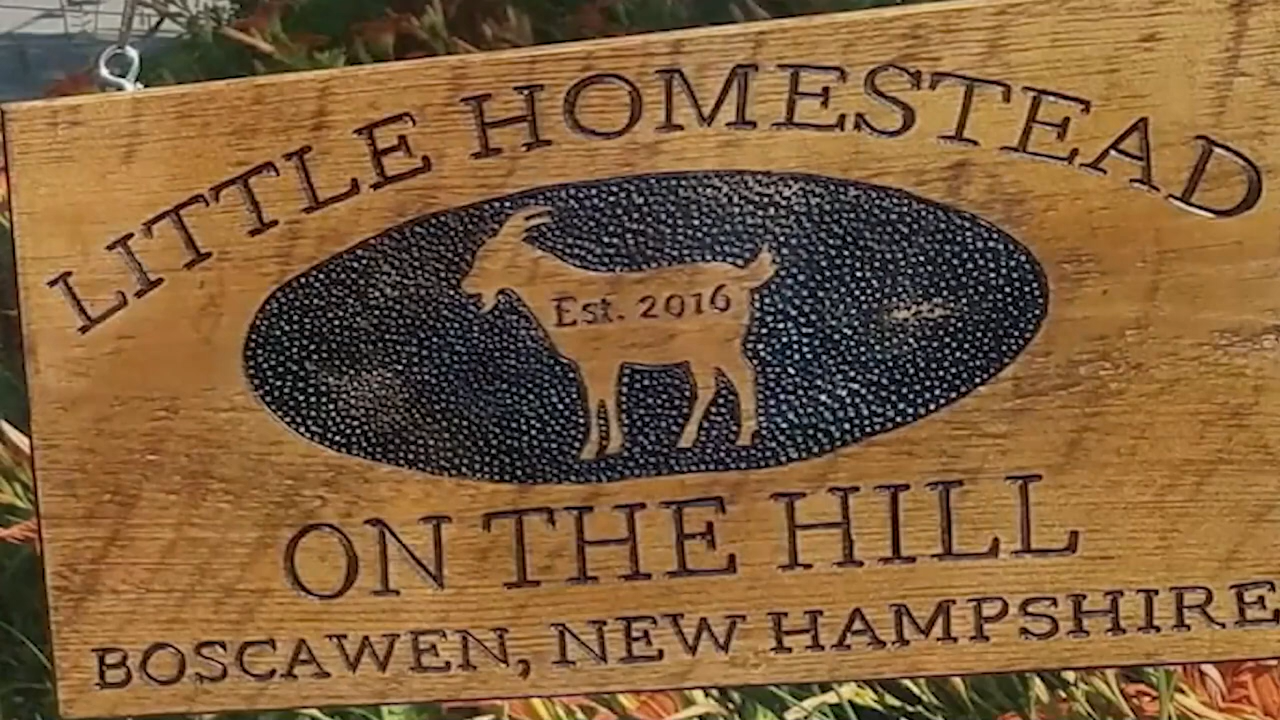 LITTLE HOMESTEAD
Est. 2016
ON THE HILL
BOSCAWEN, NEW HAMPSHIRE